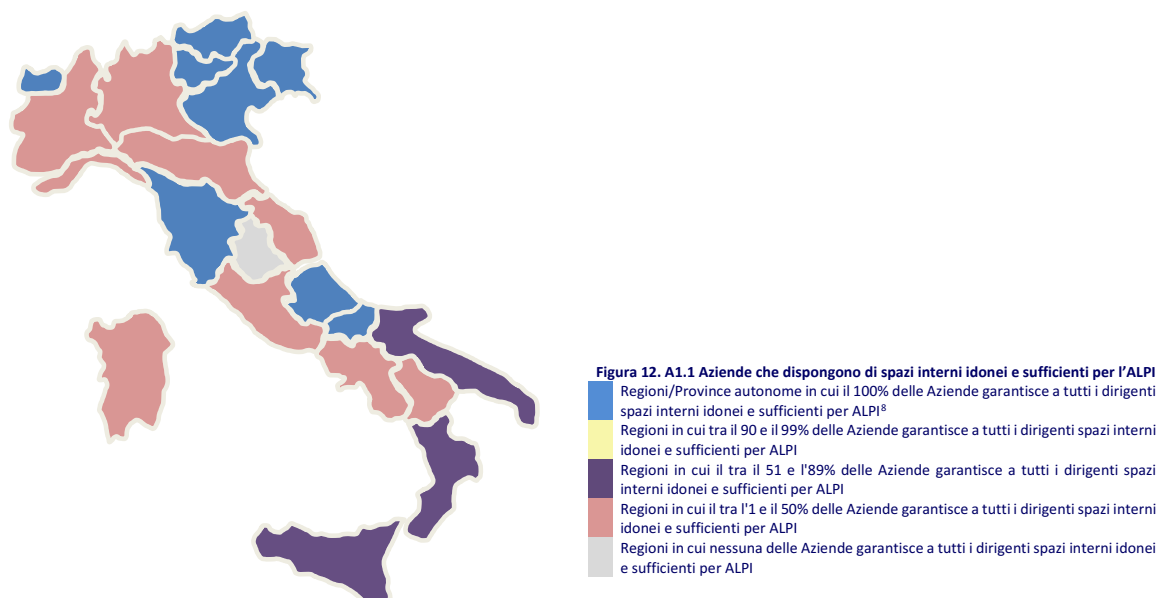 Figura 12. A1.1 Aziende che dispongono di spazi interni idonei e sufficienti per l’ALPI
Regioni/Province autonome in cui il 100% delle Aziende garantisce a tutti i dirigenti
spazi interni idonei e sufficienti per ALPI⁸
Regioni in cui tra il 90 e il 99% delle Aziende garantisce a tutti i dirigenti spazi interni
idonei e sufficienti per ALPI
Regioni in cui il tra il 51 e l'89% delle Aziende garantisce a tutti i dirigenti spazi
interni idonei e sufficienti per ALPI
Regioni in cui il tra l'1 e il 50% delle Aziende garantisce a tutti i dirigenti spazi interni
idonei e sufficienti per ALPI
Regioni in cui nessuna delle Aziende garantisce a tutti i dirigenti spazi interni idonei
e sufficienti per ALPI